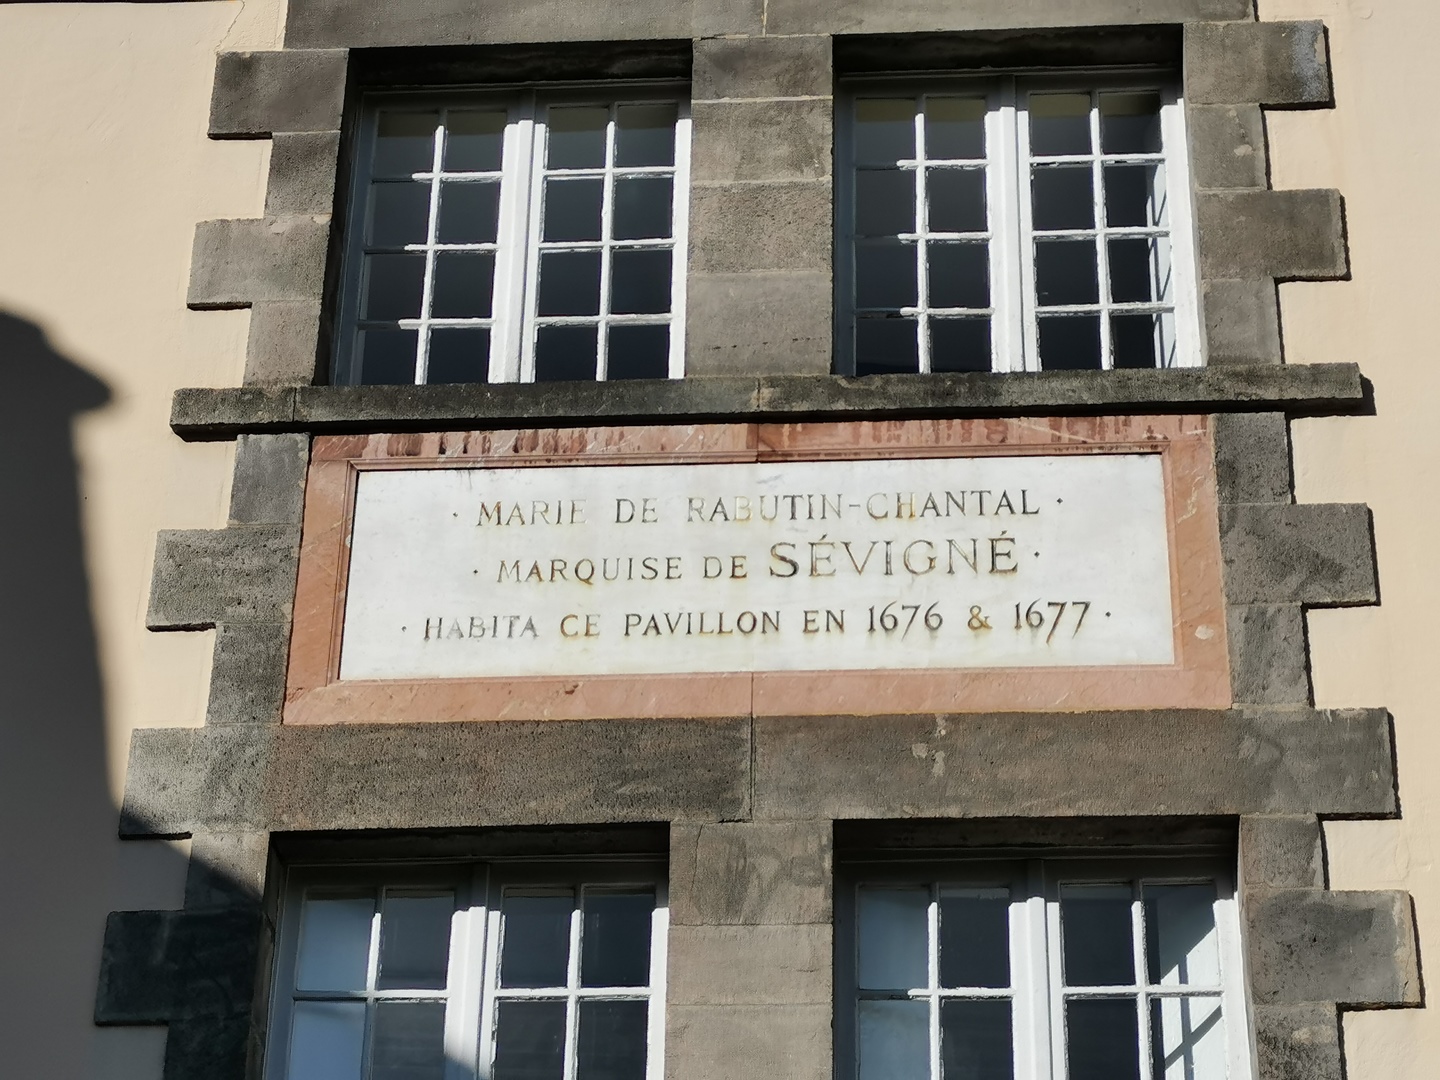 · MARIE DE RABUTIN-CHANTAL ·
· MARQUISE DE SÉVIGNÉ ·
· HABITA CE PAVILLON EN 1676 & 1677 ·